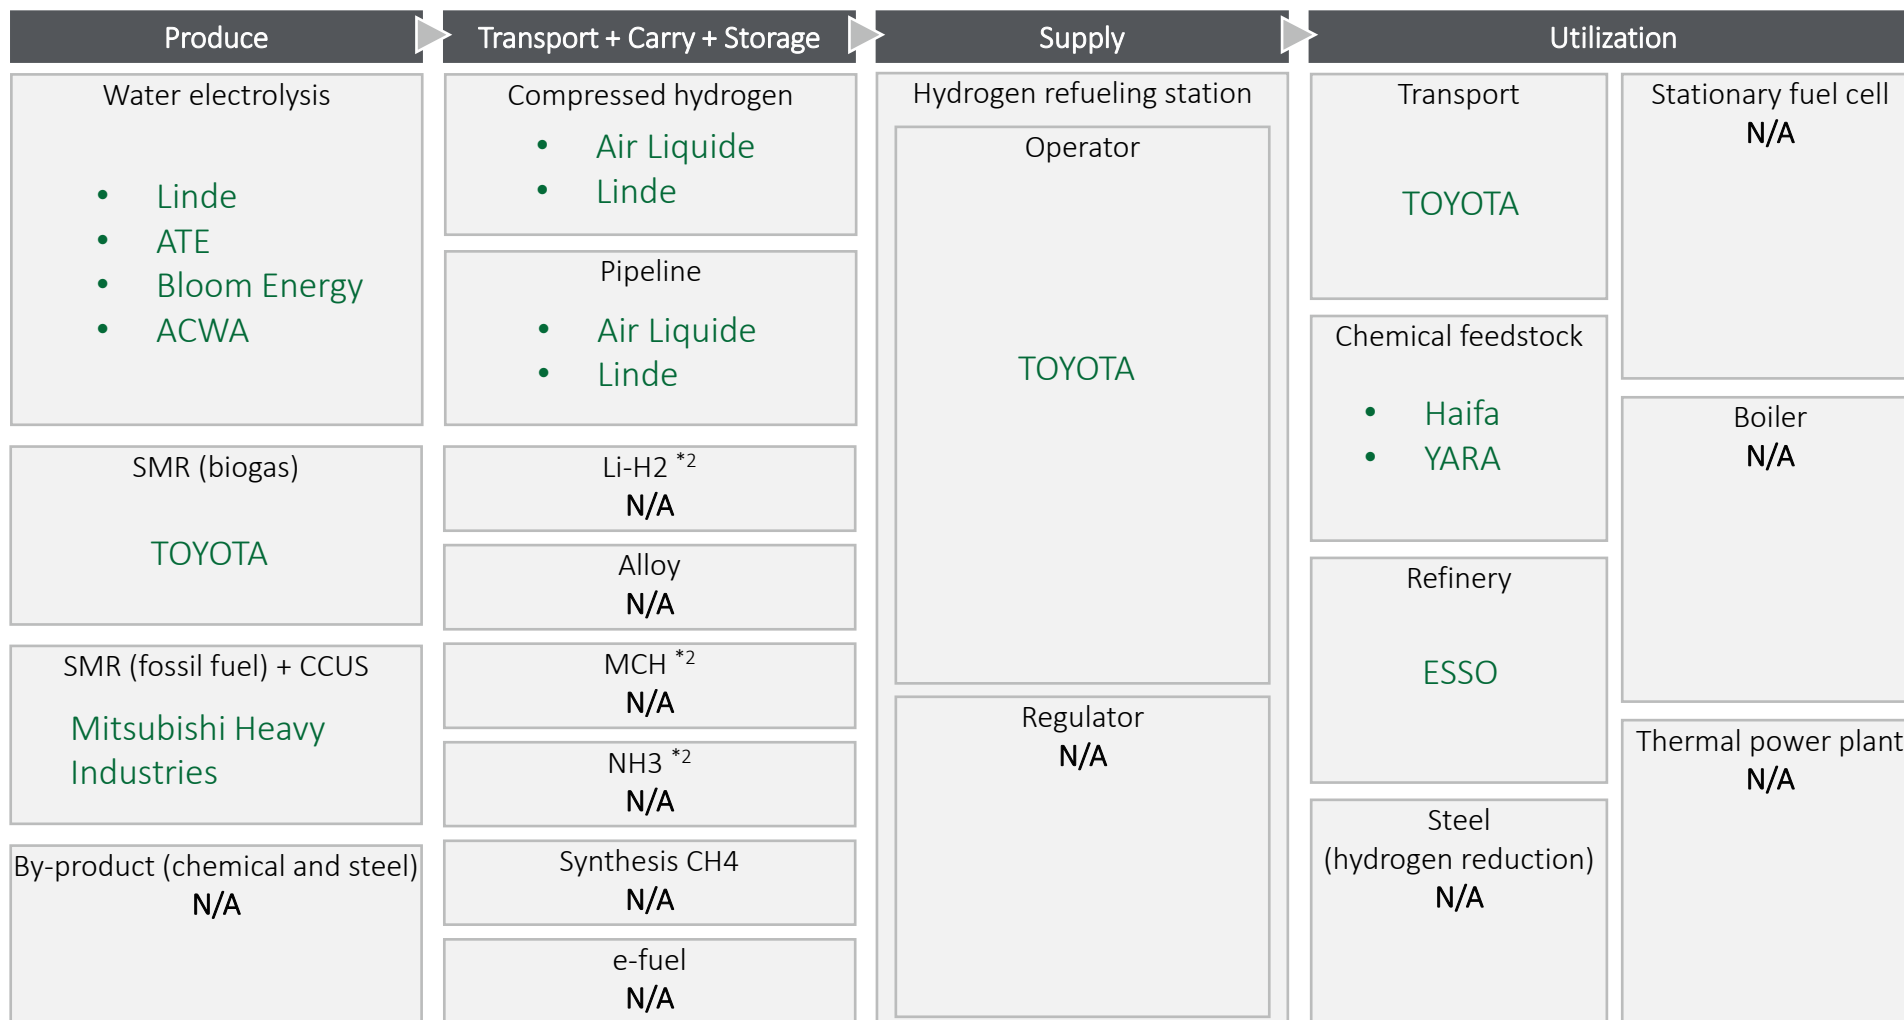 Produce
Transport + Carry + Storage
Supply
Utilization
Water electrolysis
• Linde
• ATE
• Bloom Energy
• ACWA
SMR (biogas)
TOYOTA
SMR (fossil fuel) + CCUS
Mitsubishi Heavy
Industries
By-product (chemical and steel)
N/A
Compressed hydrogen
• Air Liquide
• Linde
Pipeline
• Air Liquide
• Linde
Li-H2 *2
N/A
Alloy
N/A
MCH *2
N/A
NH3 *2
N/A
Synthesis CH4
N/A
e-fuel
N/A
Hydrogen refueling station
Operator
TOYOTA
Regulator
N/A
Transport
TOYOTA
Chemical feedstock
• Haifa
• YARA
Refinery
ESSO
Steel
(hydrogen reduction)
N/A
Stationary fuel cell
N/A
Boiler
N/A
Thermal power plant
N/A